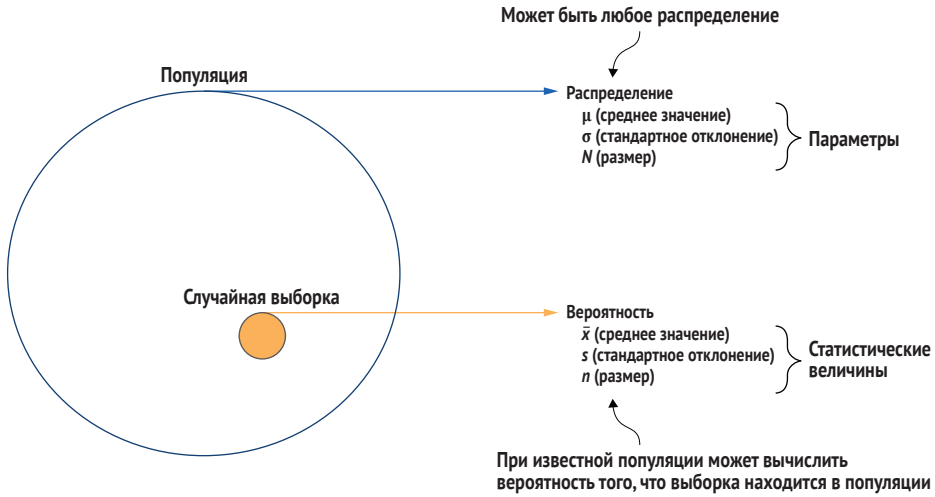 Может быть любое распределение
Популяция
Распределение
μ (среднее значение)
σ (стандартное отклонение)
N (размер)
Параметры
Случайная выборка
Вероятность
x̄ (среднее значение)
s (стандартное отклонение)
n (размер)
Статистические
величины
При известной популяции может вычислить
вероятность того, что выборка находится в популяции